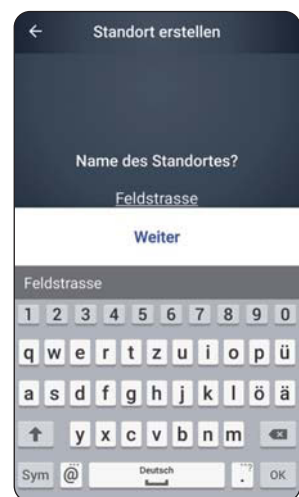 Standort erstellen
Name des Standortes?
Feldstrasse
Weiter
Feldstrasse
1 2 3 4 5 6 7 8 9 0
q w e r t z u i o p ü
a s d f g h j k l ö ä
y x c v b n m
Sym @ Deutsch . OK